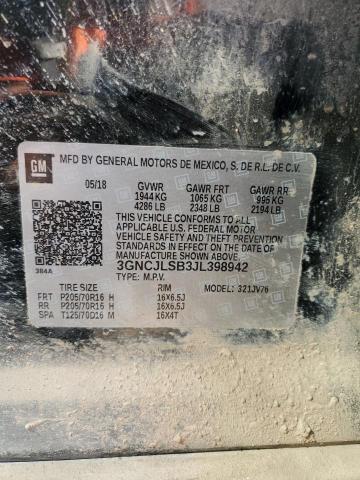 GM MFD BY GENERAL MOTORS DE MEXICO, S. DE R.L. DE C.V.
05/18 GVWR GAWR FRT GAWR RR
1944 KG 1065 KG 995 KG
4286 LB 2348 LB 2194 LB
THIS VEHICLE CONFORMS TO ALL
APPLICABLE U.S. FEDERAL MOTOR
VEHICLE SAFETY AND THEFT PREVENTION
STANDARDS IN EFFECT ON THE DATE OF
MANUFACTURE SHOWN ABOVE.
384A 3GNCJLSB3JL398942
TYPE: M.P.V.
TIRE SIZE RIM MODEL: 321JV76
FRT P205/70R16 H 16X6.5J
RR P205/70R16 H 16X6.5J
SPA T125/70D16 M 16X4T